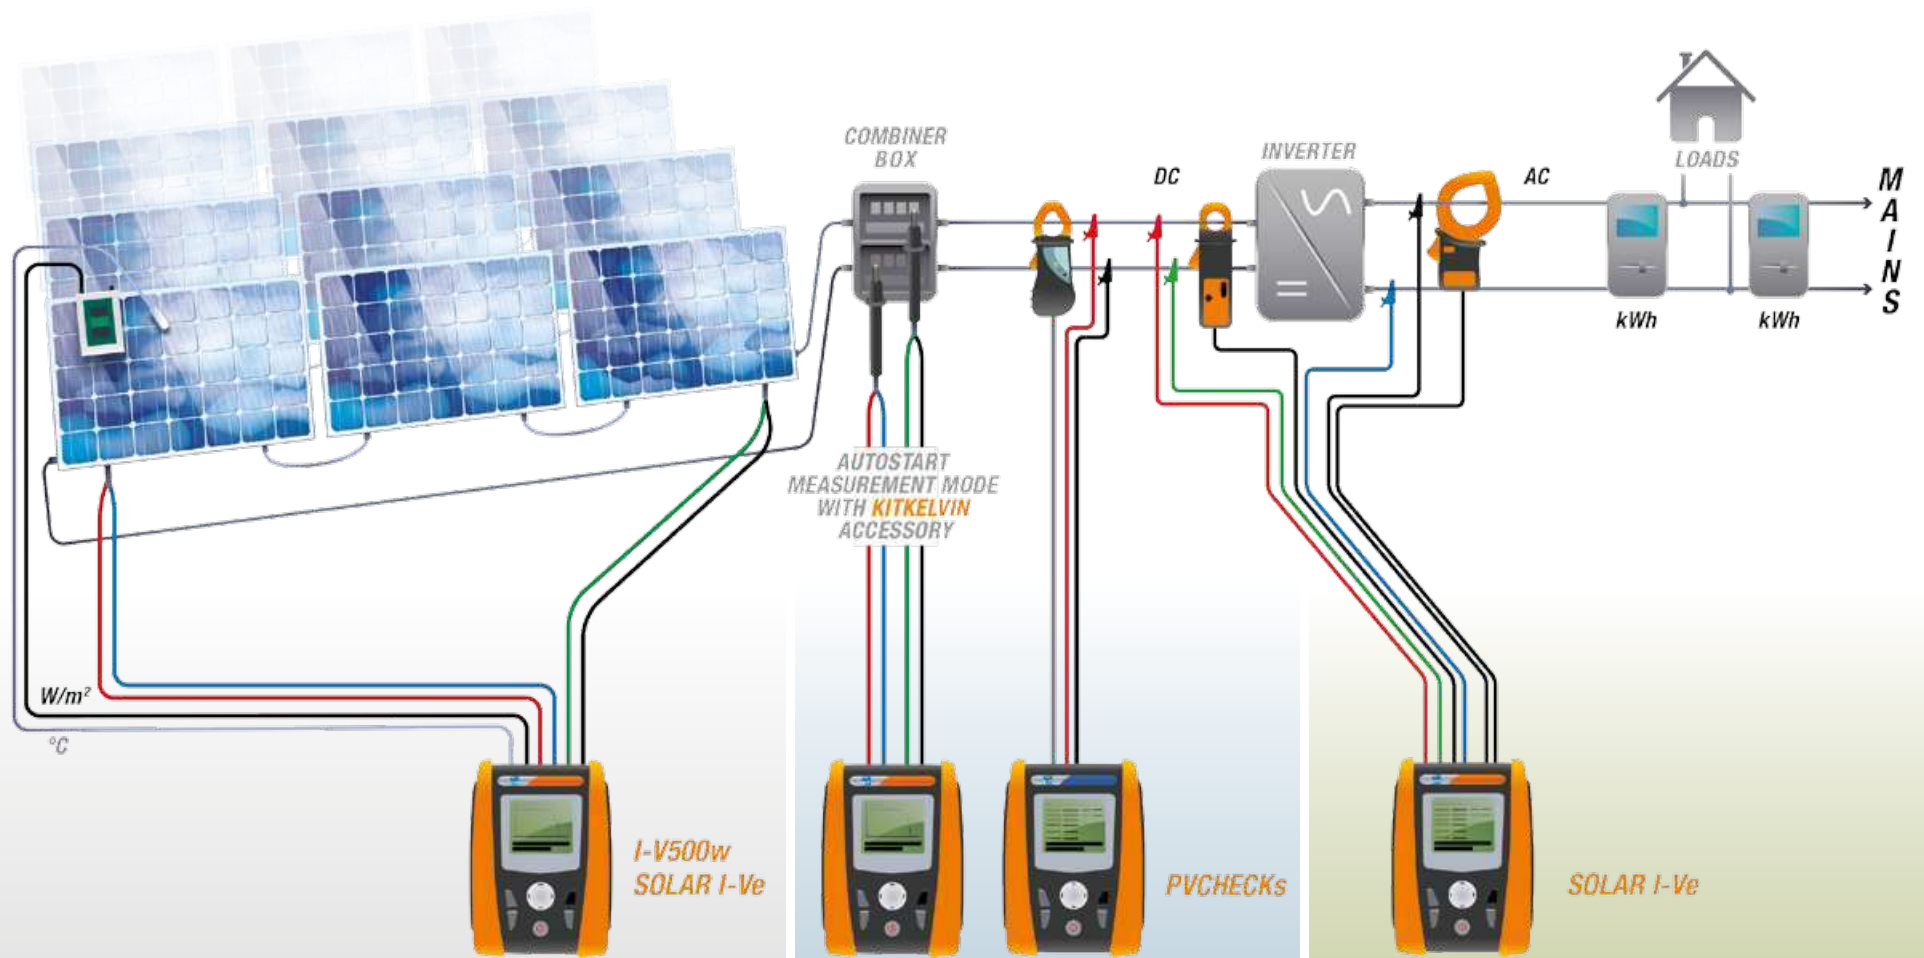 COMBINER
BOX
DC
INVERTER
AC
LOADS
MAINS
kWh
kWh
AUTOSTART
MEASUREMENT MODE
WITH KITKELVIN
ACCESSORY
W/m²
°C
I-V500w
SOLAR I-Ve
PVCHECKs
SOLAR I-Ve